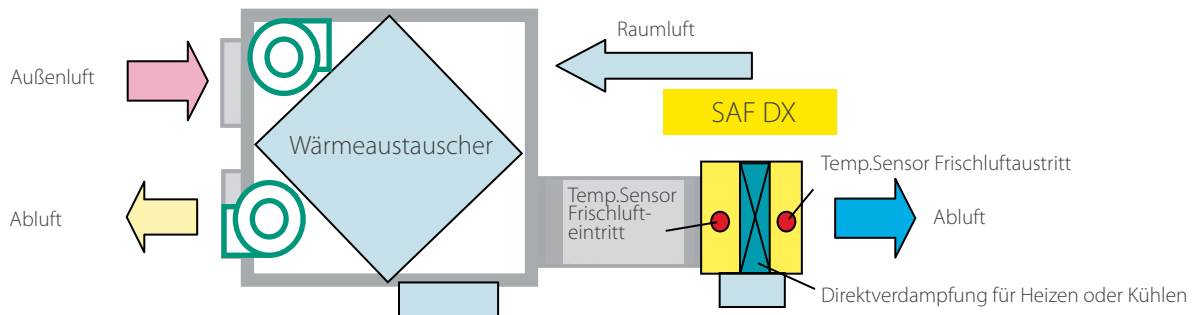 Raumluft
Außenluft
SAF DX
Wärmeaustauscher
Temp.Sensor Frischluftaustritt
Temp.Sensor
Frischluft-
eintritt
Abluft
Abluft
Direktverdampfung für Heizen oder Kühlen